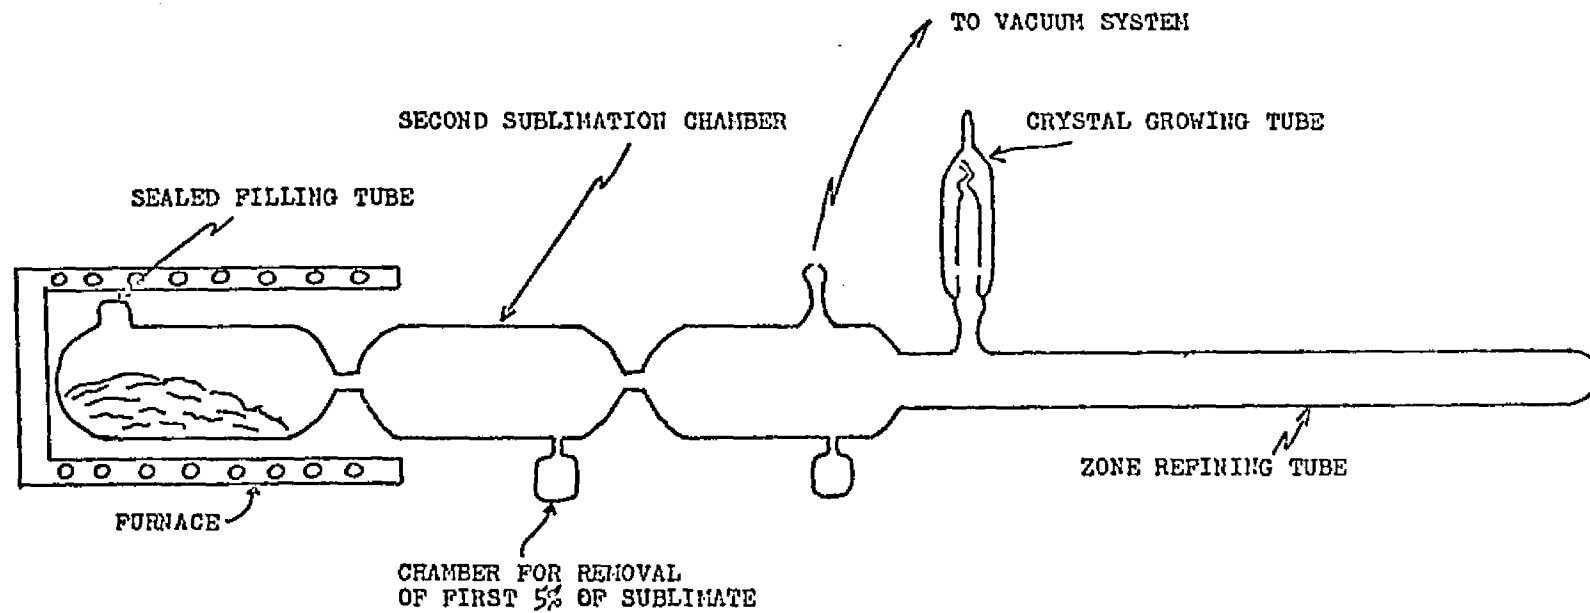 TO VACUUM SYSTEM
SECOND SUBLIMATION CHAMBER
CRYSTAL GROWING TUBE
SEALED FILLING TUBE
ZONE REFINING TUBE
FURNACE
CHAMBER FOR REMOVAL
OF FIRST 5% OF SUBLIMATE